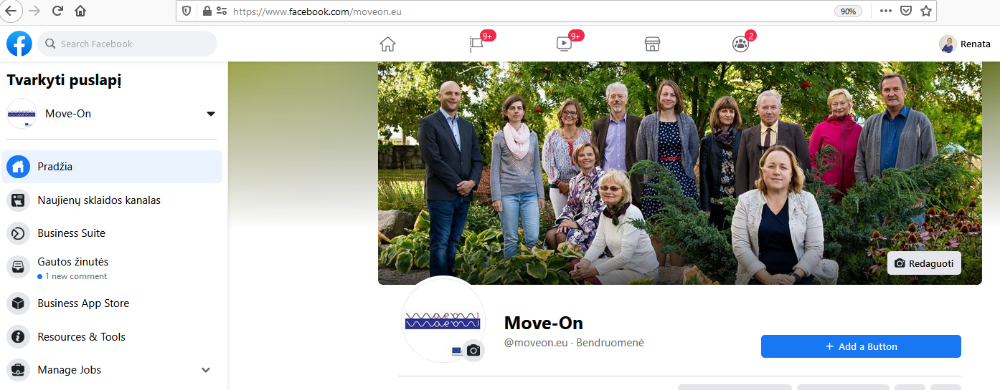 https://www.facebook.com/moveon.eu
90%
Search Facebook
9+
9+
2
Renata
Tvarkyti puslapį
Move-On
Pradžia
Naujienų sklaidos kanalas
Business Suite
Gautos žinutės
1 new comment
Business App Store
Resources & Tools
Manage Jobs
Redaguoti
Move-On
@moveon.eu · Bendruomenė
+ Add a Button